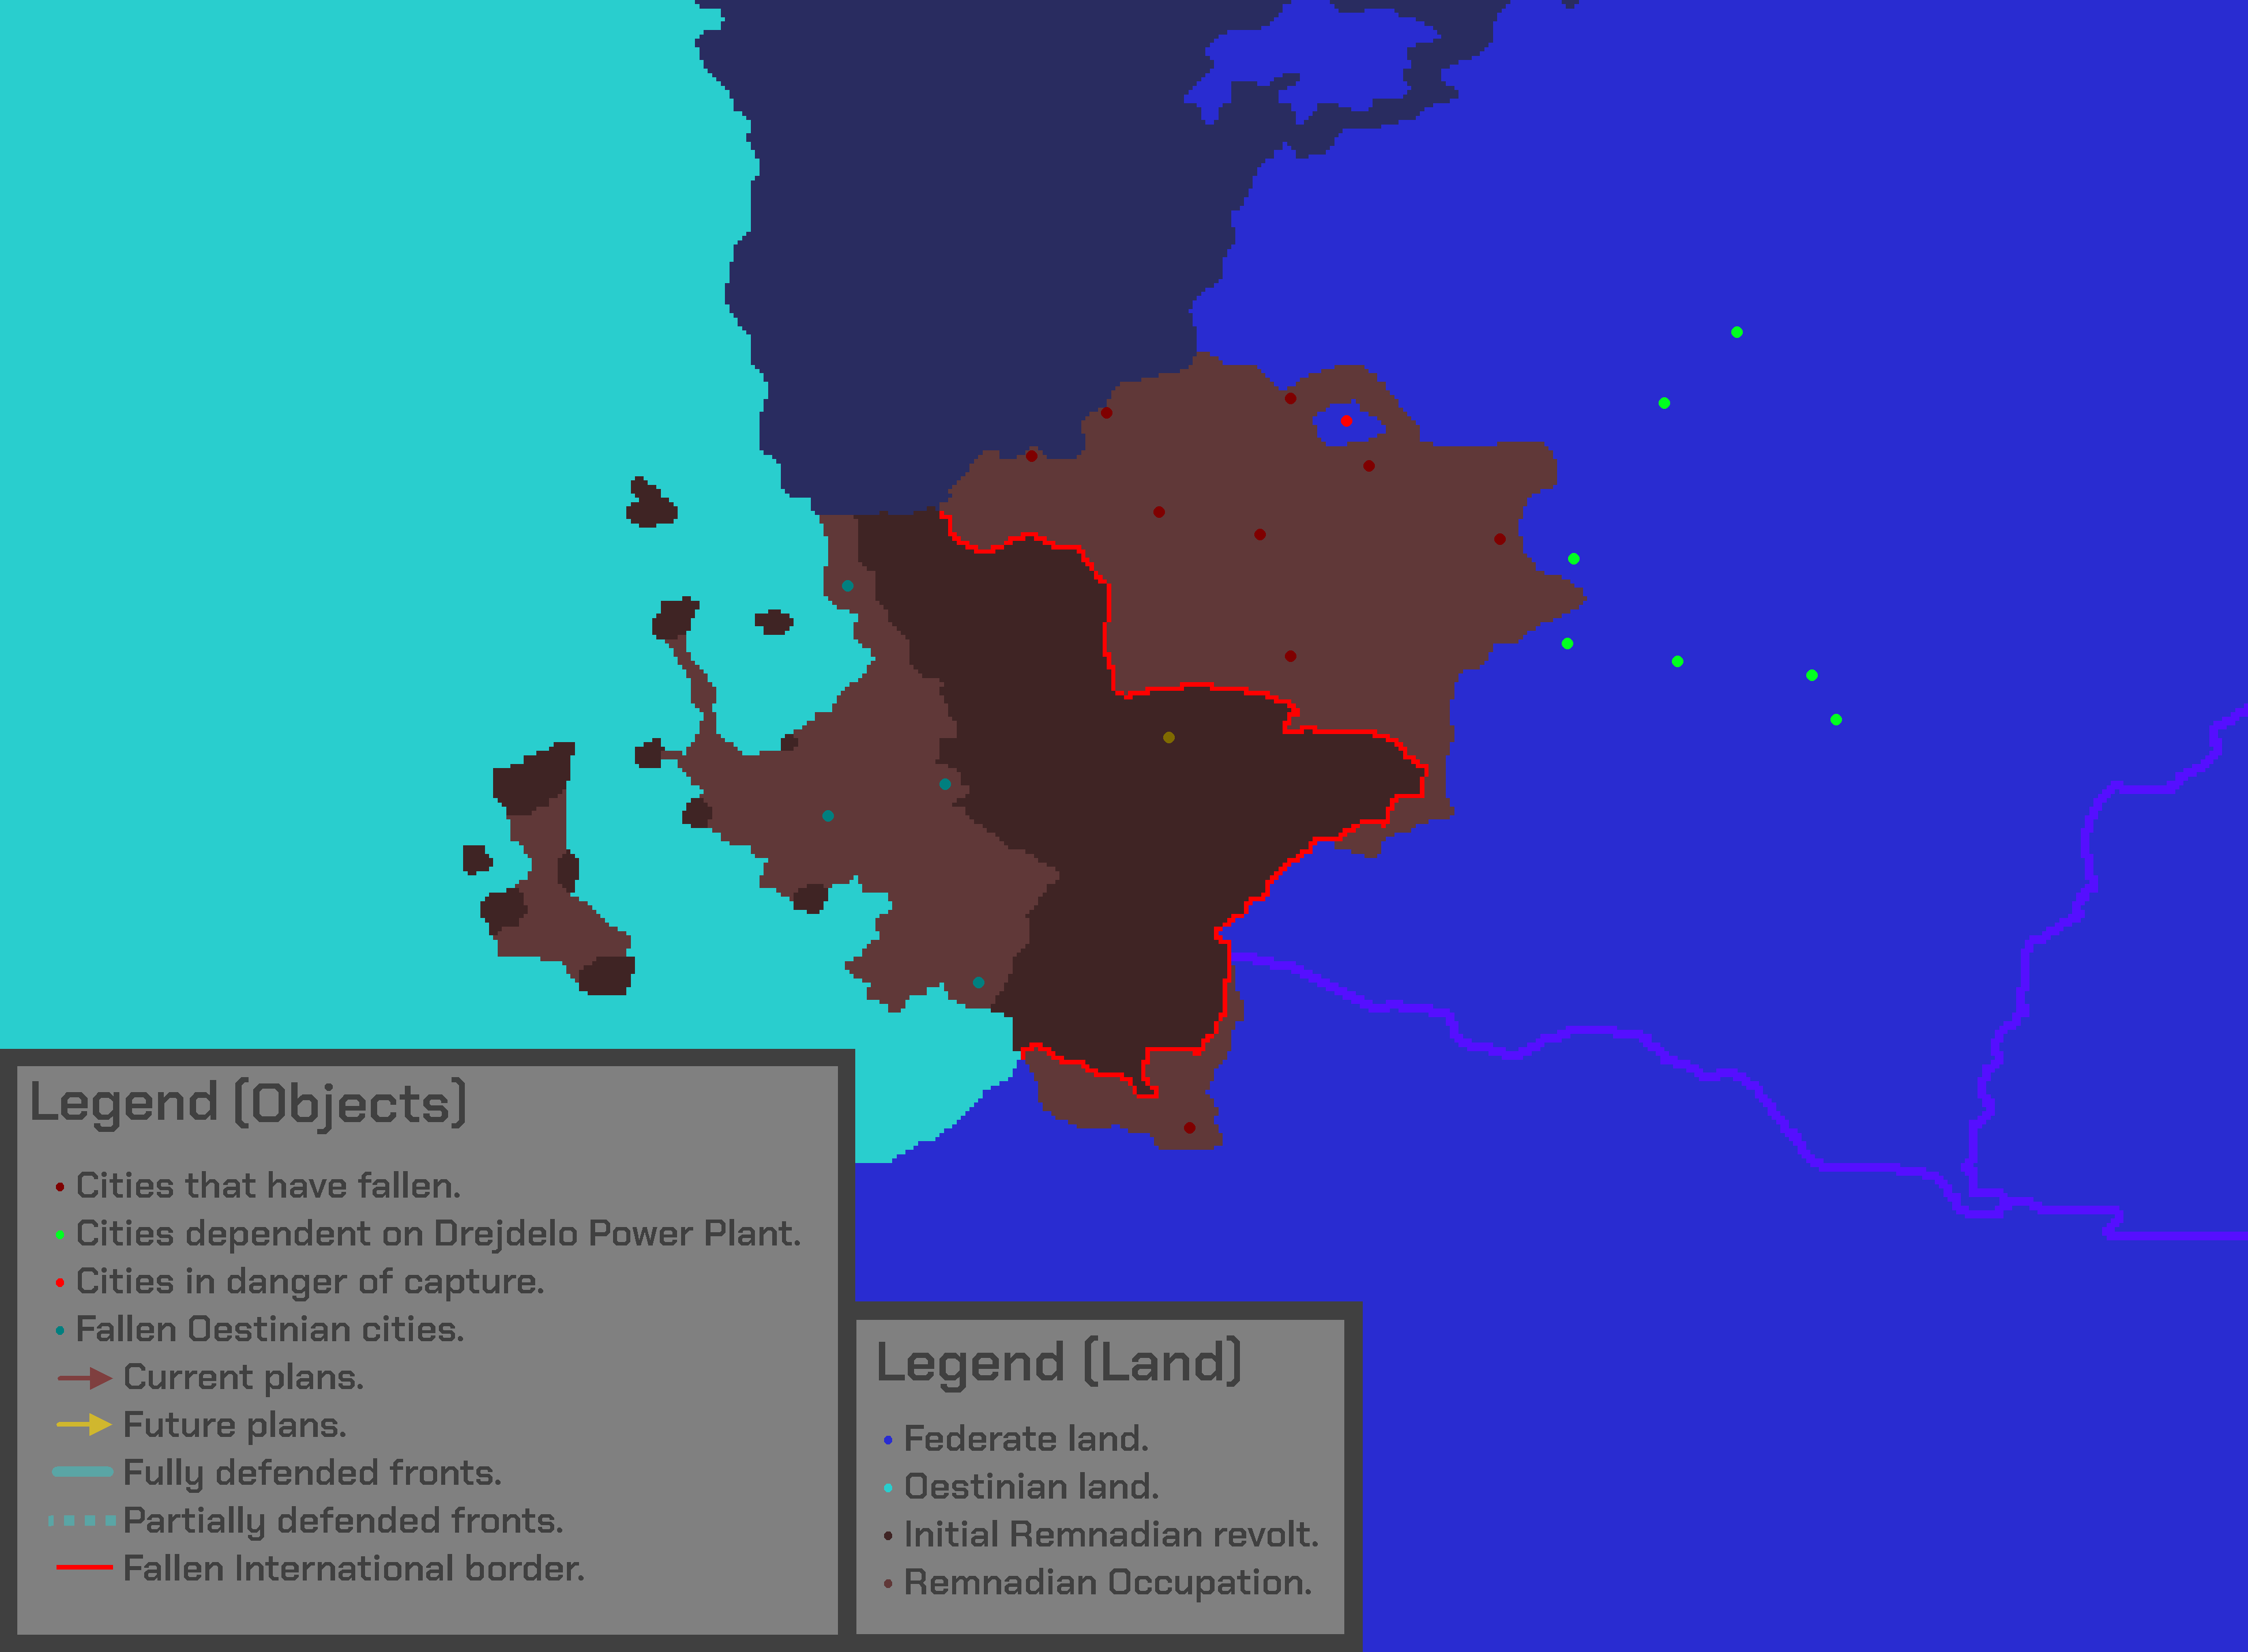 Legend (Objects)
Cities that have fallen.
Cities dependent on Drejdelo Power Plant.
Cities in danger of capture.
Fallen Oestinian cities.
Current plans.
Future plans.
Fully defended fronts.
Partially defended fronts.
Fallen International border.
Legend (Land)
Federate land.
Oestinian land.
Initial Remnadian revolt.
Remnadian Occupation.